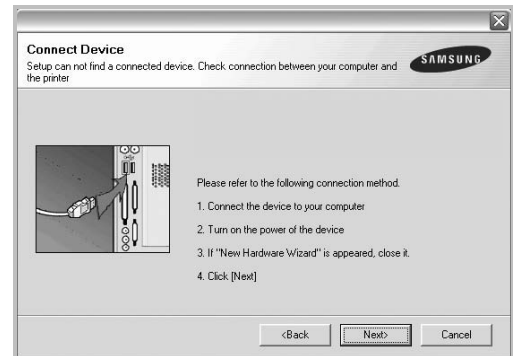 Connect Device
Setup can not find a connected device. Check connection between your computer and
the printer
SAMSUNG
Please refer to the following connection method.
1. Connect the device to your computer
2. Turn on the power of the device
3. If "New Hardware Wizard" is appeared, close it.
4. Click [Next]
<Back
Next>
Cancel